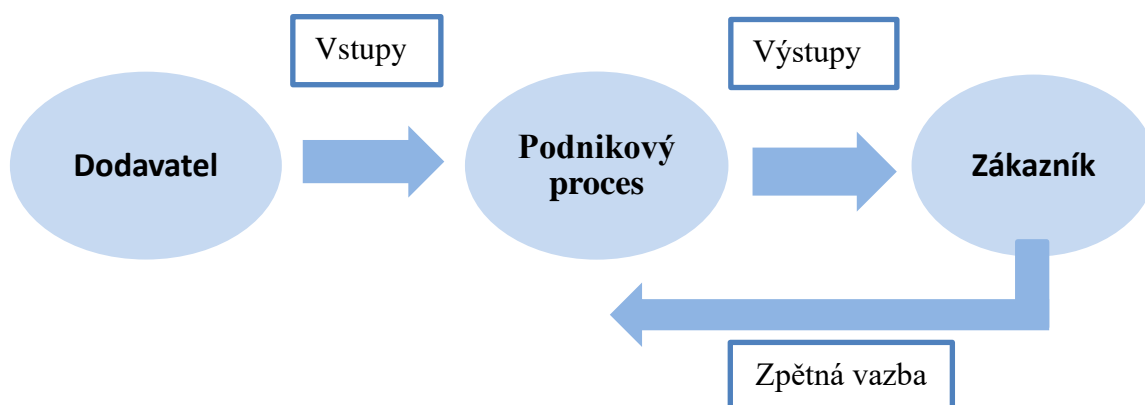 Vstupy
Výstupy
Dodavatel
Podnikový
proces
Zákazník
Zpětná vazba